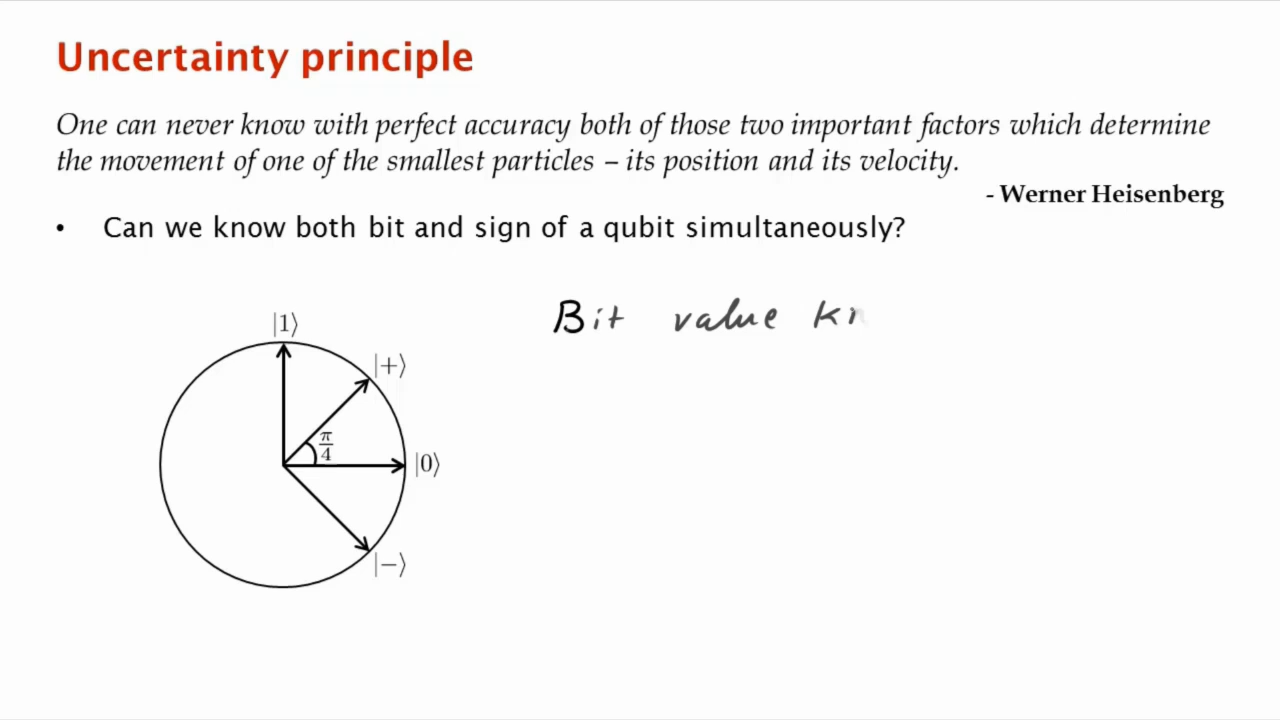 Uncertainty principle
One can never know with perfect accuracy both of those two important factors which determine
the movement of one of the smallest particles – its position and its velocity.
- Werner Heisenberg
• Can we know both bit and sign of a qubit simultaneously?
Bit value
|1⟩
|+⟩
π/4
|0⟩
|−⟩